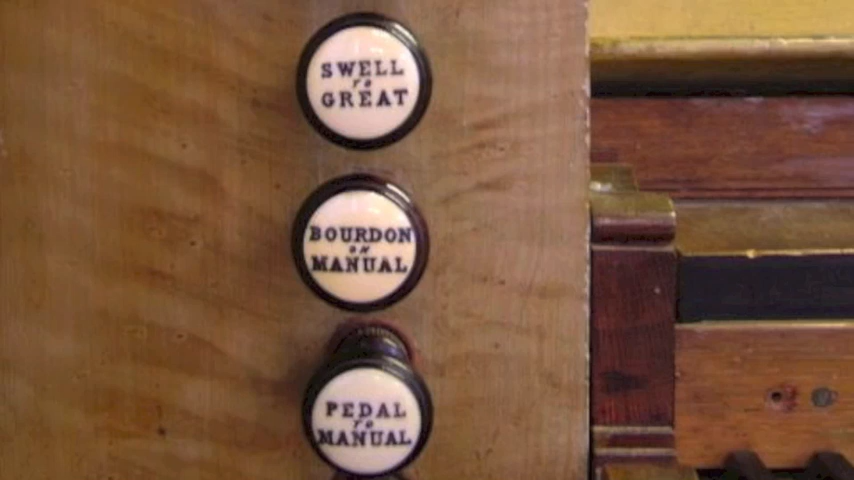 SWELL
TO
GREAT
BOURDON
ON
MANUAL
PEDAL
TO
MANUAL